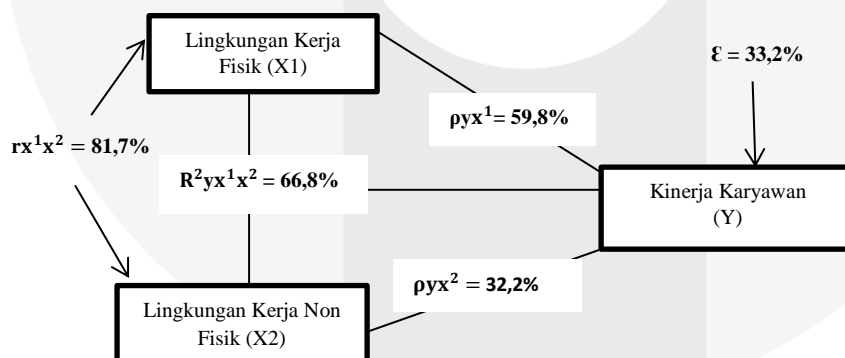 Lingkungan Kerja
Fisik (X1)
Ɛ = 33,2%
ρyx¹= 59,8%
rx¹x² = 81,7%
R²yx¹x² = 66,8%
Kinerja Karyawan
(Y)
ρyx² = 32,2%
Lingkungan Kerja Non
Fisik (X2)